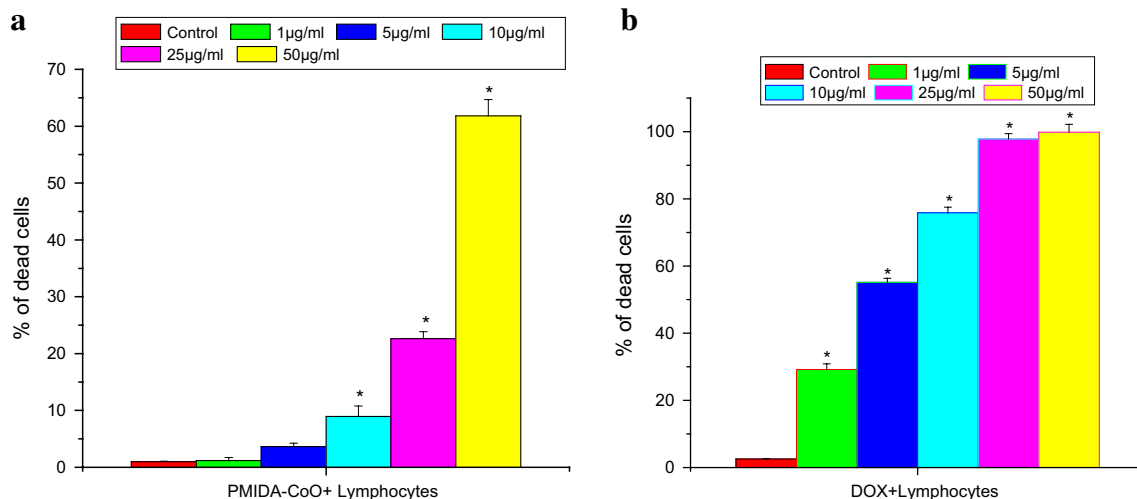 a
Control 1µg/ml 5µg/ml 10µg/ml
25µg/ml 50µg/ml
70
60
50
40
30
20
10
0
% of dead cells
*
*
*
PMIDA-CoO+ Lymphocytes
b
Control 1µg/ml 5µg/ml
10µg/ml 25µg/ml 50µg/ml
100
80
60
40
20
0
% of dead cells
*
*
*
*
*
DOX+Lymphocytes